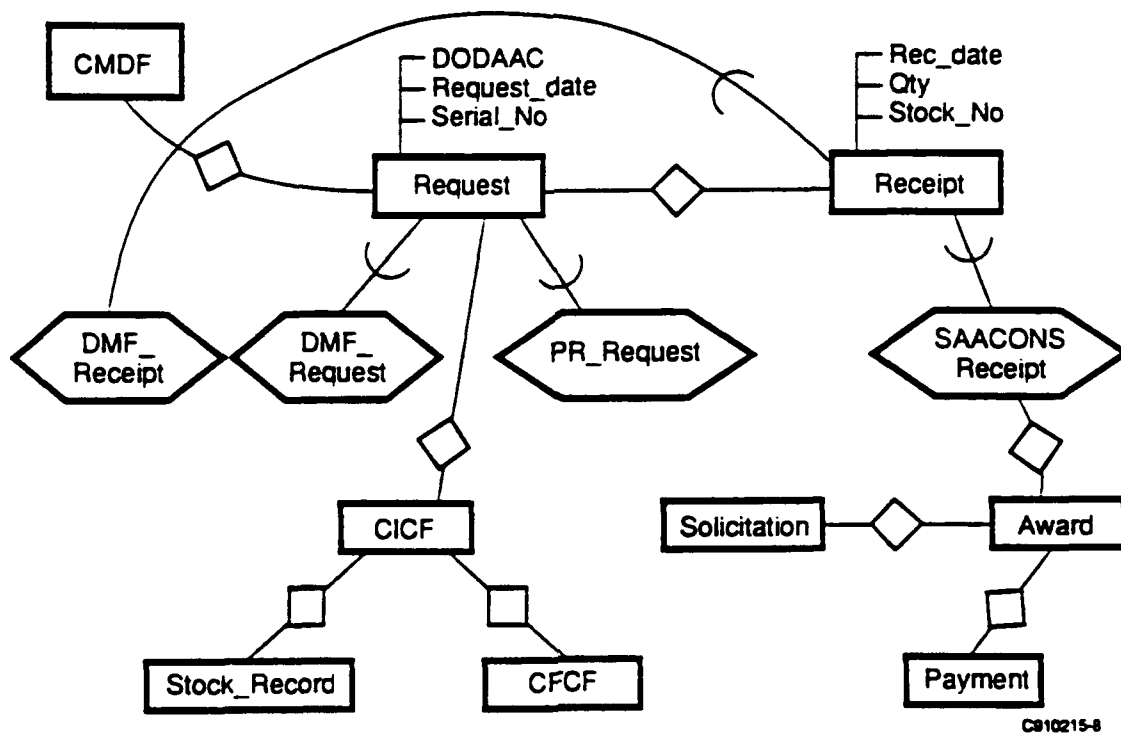 CMDF
DODAAC
Request_date
Serial_No
Rec_date
Qty
Stock_No
Request
Receipt
DMF_
Receipt
DMF_
Request
PR_Request
SAACONS
Receipt
CICF
Solicitation
Award
Stock_Record
CFCF
Payment
C910215-8